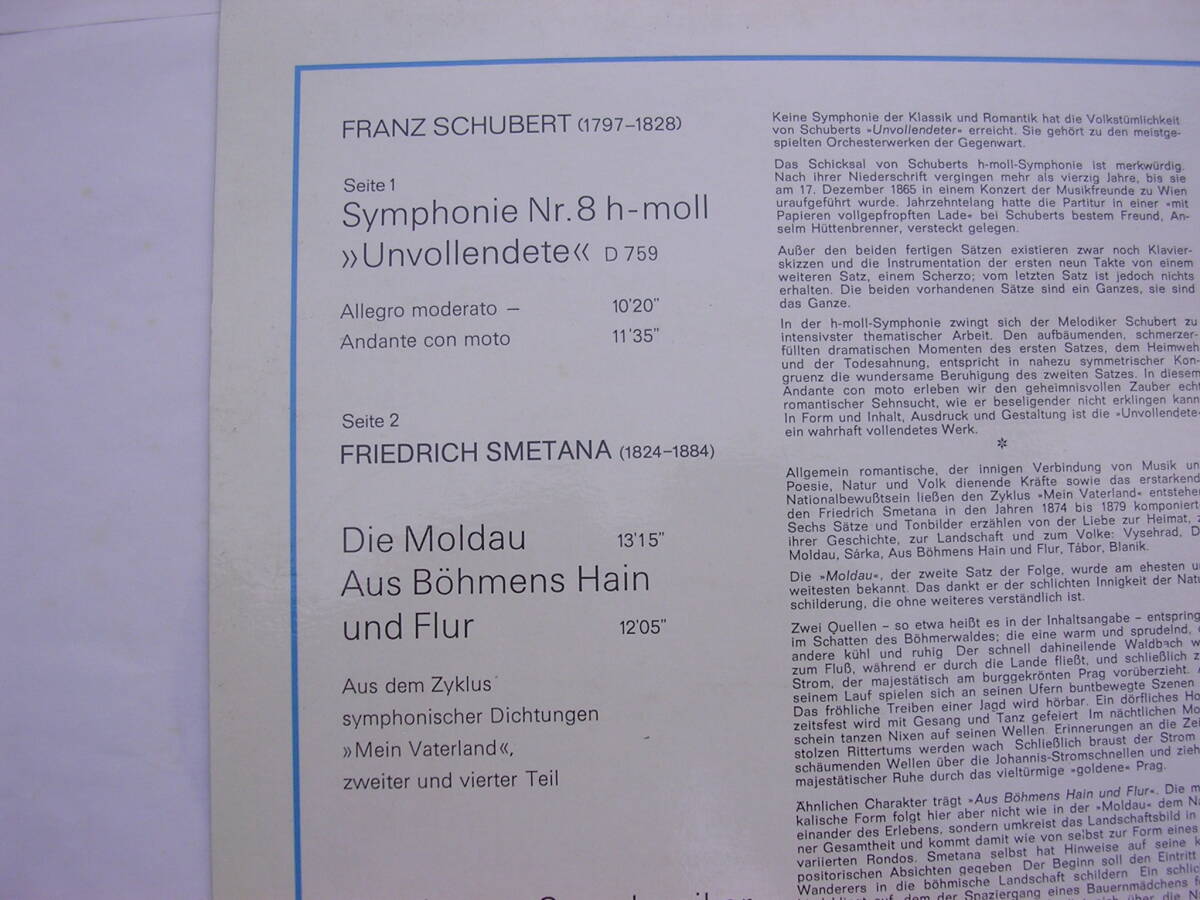 FRANZ SCHUBERT (1797–1828)
Seite 1
Symphonie Nr. 8 h-moll
»Unvollendete« D 759
Allegro moderato – 10'20"
Andante con moto 11'35"
Seite 2
FRIEDRICH SMETANA (1824–1884)
Die Moldau 13'15"
Aus Böhmens Hain
und Flur 12'05"
Aus dem Zyklus
symphonischer Dichtungen
»Mein Vaterland«,
zweiter und vierter Teil
Keine Symphonie der Klassik und Romantik hat die Volkstümlichkeit
von Schuberts »Unvollendeter« erreicht. Sie gehört zu den meistge-
spielten Orchesterwerken der Gegenwart.
Das Schicksal von Schuberts h-moll-Symphonie ist merkwürdig.
Nach ihrer Niederschrift vergingen mehr als vierzig Jahre, bis sie
am 17. Dezember 1865 in einem Konzert der Musikfreunde zu Wien
uraufgeführt wurde. Jahrzehntelang hatte die Partitur in einer »mit
Papieren vollgepfropften Lade« bei Schuberts bestem Freund, An-
selm Hüttenbrenner, versteckt gelegen.
Außer den beiden fertigen Sätzen existieren zwar noch Klavier-
skizzen und die Instrumentation der ersten neun Takte von einem
weiteren Satz, einem Scherzo; vom letzten Satz ist jedoch nichts
erhalten. Die beiden vorhandenen Sätze sind ein Ganzes, sie sind
das Ganze.
In der h-moll-Symphonie zwingt sich der Melodiker Schubert zu
intensivster thematischer Arbeit. Den aufbäumenden, schmerzer-
füllten dramatischen Momenten des ersten Satzes, dem Heimweh
und der Todesahnung, entspricht in nahezu symmetrischer Kon-
gruenz die wundersame Beruhigung des zweiten Satzes. In diesem
Andante con moto erleben wir den geheimnisvollen Zauber echt
romantischer Sehnsucht, wie er beseligender nicht erklingen kann
In Form und Inhalt, Ausdruck und Gestaltung ist die »Unvollendete«
ein wahrhaft vollendetes Werk.
*
Allgemein romantische, der innigen Verbindung von Musik un
Poesie, Natur und Volk dienende Kräfte sowie das erstarkend
Nationalbewußtsein ließen den Zyklus »Mein Vaterland« entstehen
den Friedrich Smetana in den Jahren 1874 bis 1879 komponierte
Sechs Sätze und Tonbilder erzählen von der Liebe zur Heimat, z
ihrer Geschichte, zur Landschaft und zum Volke: Vysehrad, D
Moldau, Sárka, Aus Böhmens Hain und Flur, Tábor, Blanik.
Die »Moldau«, der zweite Satz der Folge, wurde am ehesten u
weitesten bekannt. Das dankt er der schlichten Innigkeit der Natu
schilderung, die ohne weiteres verständlich ist.
Zwei Quellen – so etwa heißt es in der Inhaltsangabe – entspring
im Schatten des Böhmerwaldes; die eine warm und sprudelnd,
andere kühl und ruhig Der schnell dahineilende Waldbach w
zum Fluß, während er durch die Lande fließt, und schließlich z
Strom, der majestätisch am burggekrönten Prag vorüberzieht.
seinem Lauf spielen sich an seinen Ufern buntbewegte Szenen
Das fröhliche Treiben einer Jagd wird hörbar. Ein dörfliches Ho
zeitsfest wird mit Gesang und Tanz gefeiert Im nächtlichen Mo
schein tanzen Nixen auf seinen Wellen Erinnerungen an die Zei
stolzen Rittertums werden wach Schließlich braust der Strom
schäumenden Wellen über die Johannis-Stromschnellen und zieh
majestätischer Ruhe durch das vieltürmige »goldene« Prag.
Ähnlichen Charakter trägt »Aus Böhmens Hain und Flur«. Die m
kalische Form folgt hier aber nicht wie in der »Moldau« dem Na
einander des Erlebens, sondern umkreist das Landschaftsbild in
ner Gesamtheit und kommt damit wie von selbst zur Form eines
variierten Rondos. Smetana selbst hat Hinweise auf seine k
positorischen Absichten gegeben Der Beginn soll den Eintritt
Wanderers in die böhmische Landschaft schildern Ein schlic
auf, dem der Spaziergang eines Bauernmädchens